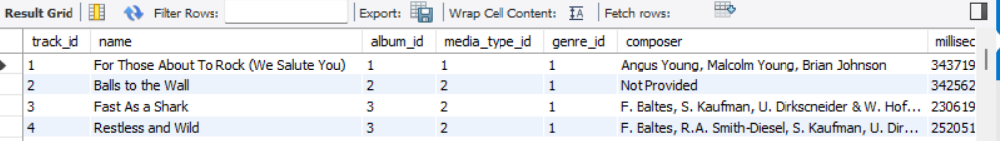 Result Grid Filter Rows: Export: Wrap Cell Content: IA Fetch rows:
track_id name album_id media_type_id genre_id composer millisec
1 For Those About To Rock (We Salute You) 1 1 1 Angus Young, Malcolm Young, Brian Johnson 343719
2 Balls to the Wall 2 2 1 Not Provided 342562
3 Fast As a Shark 3 2 1 F. Baltes, S. Kaufman, U. Dirkscneider & W. Hof... 230619
4 Restless and Wild 3 2 1 F. Baltes, R.A. Smith-Diesel, S. Kaufman, U. Dir... 252051